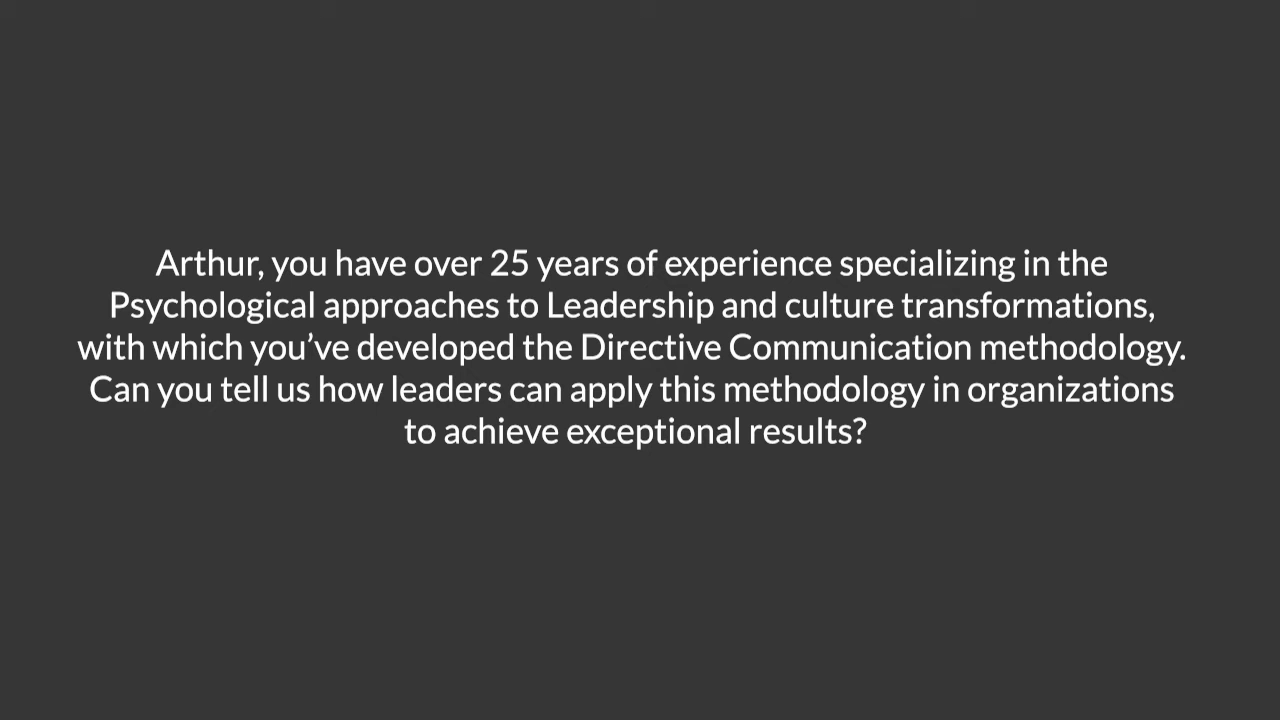 Arthur, you have over 25 years of experience specializing in the
Psychological approaches to Leadership and culture transformations,
with which you’ve developed the Directive Communication methodology.
Can you tell us how leaders can apply this methodology in organizations
to achieve exceptional results?